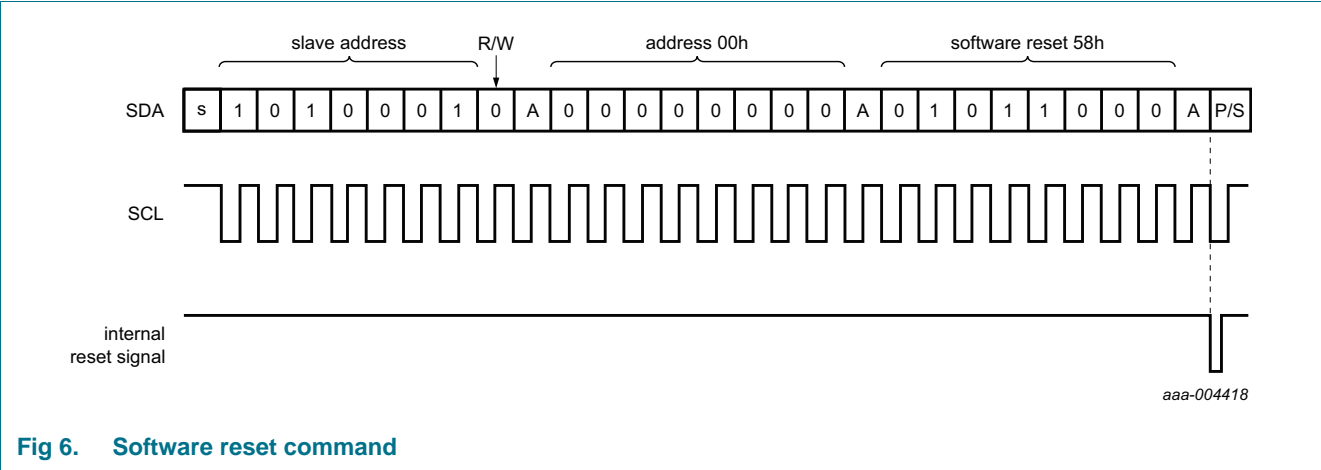 slave address R/W address 00h software reset 58h
SDA s 1 0 1 0 0 0 1 0 A 0 0 0 0 0 0 0 0 A 0 1 0 1 1 0 0 0 A P/S
SCL
internal
reset signal
aaa-004418
Fig 6. Software reset command